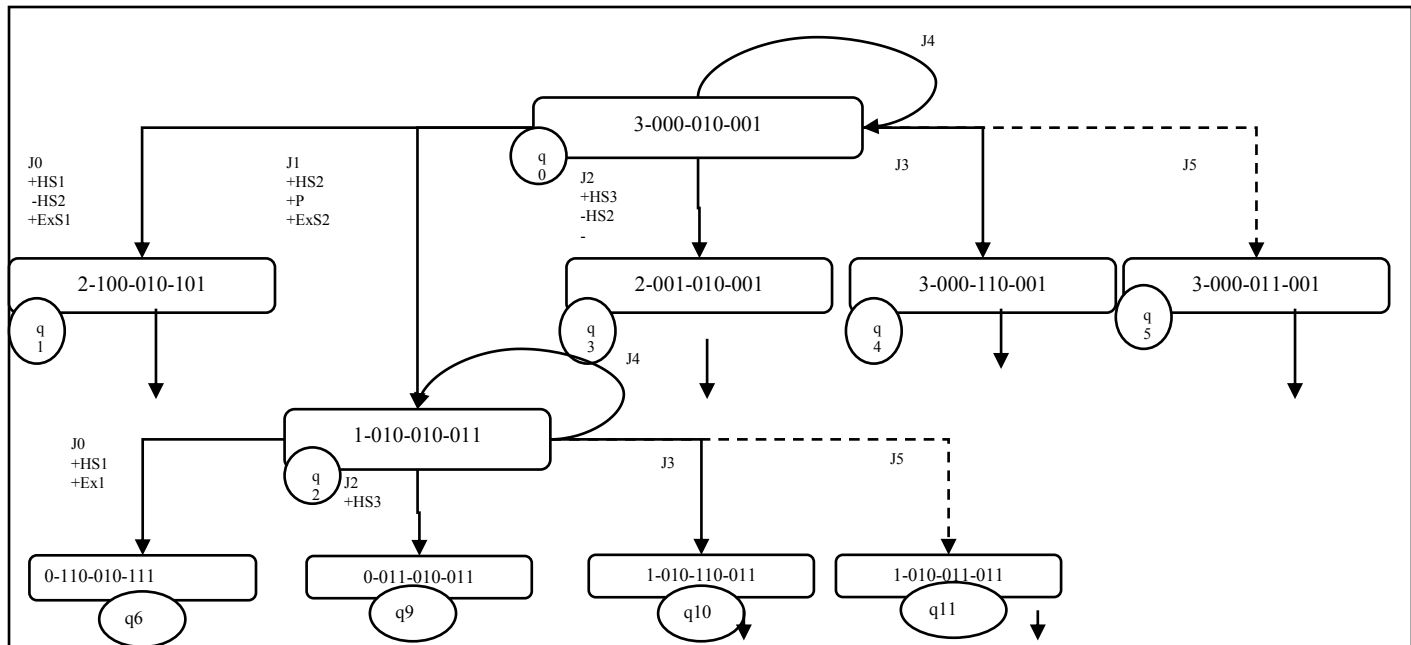 J4
3-000-010-001
q
0
J0
+HS1
-HS2
+ExS1
J1
+HS2
+P
+ExS2
J2
+HS3
-HS2
-
J3
J5
2-100-010-101
q
1
2-001-010-001
q
3
3-000-110-001
q
4
3-000-011-001
q
5
J4
1-010-010-011
q
2
J0
+HS1
+Ex1
J2
+HS3
J3
J5
0-110-010-111
q6
0-011-010-011
q9
1-010-110-011
q10
1-010-011-011
q11